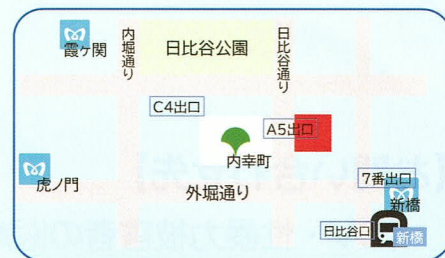 霞ヶ関
内堀通り
日比谷公園
日比谷通り
C4出口
A5出口
内幸町
虎ノ門
外堀通り
7番出口
新橋
日比谷口
新橋